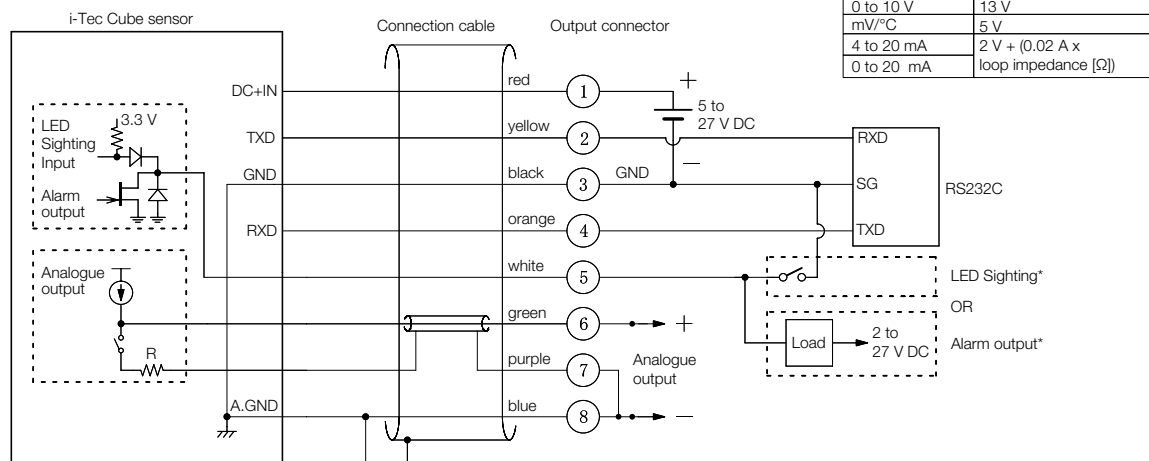 i-Tec Cube sensor
Connection cable
Output connector
0 to 10 V 13 V
mV/°C 5 V
4 to 20 mA 2 V + (0.02 A x
0 to 20 mA loop impedance [Ω])
DC+IN red 1 +
5 to
27 V DC
LED
Sighting
Input
3.3 V
TXD yellow 2 RXD
—
GND black 3 GND SG RS232C
Alarm
output
RXD orange 4 TXD
white 5
LED Sighting*
OR
Analogue
output
green 6 +
Load
2 to
27 V DC
Alarm output*
R
purple 7
Analogue
output
A.GND blue 8 —